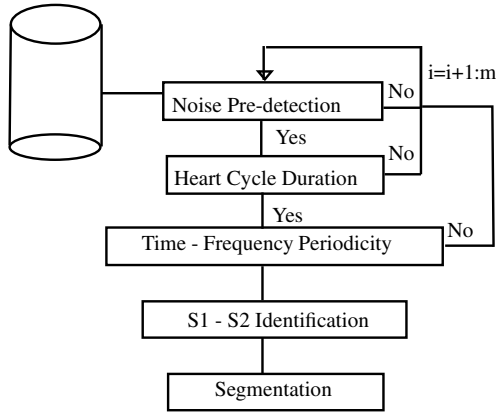 i=i+1:m
No
Noise Pre-detection
Yes
No
Heart Cycle Duration
Yes
No
Time - Frequency Periodicity
S1 - S2 Identification
Segmentation